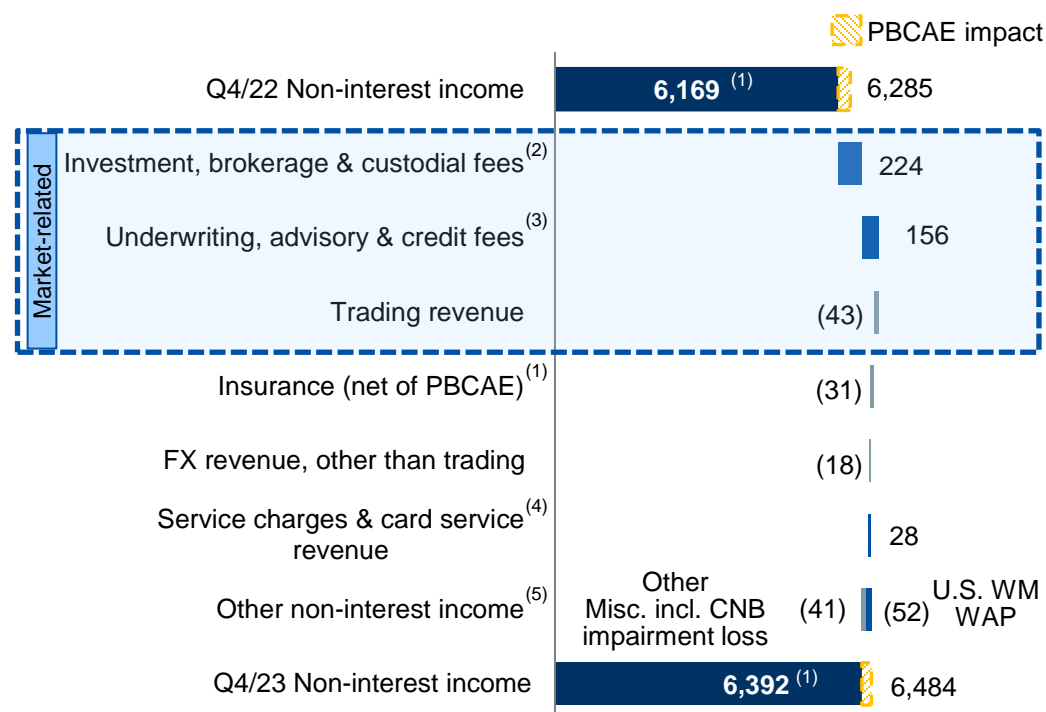 PBCAE impact
Q4/22 Non-interest income 6,169 (1) 6,285
Market-related
Investment, brokerage & custodial fees(2) 224
Underwriting, advisory & credit fees(3) 156
Trading revenue (43)
Insurance (net of PBCAE)(1) (31)
FX revenue, other than trading (18)
Service charges & card service(4)
revenue
28
Other non-interest income(5)
Other
Misc. incl. CNB
impairment loss
(41) (52)
U.S. WM
WAP
Q4/23 Non-interest income 6,392 (1) 6,484